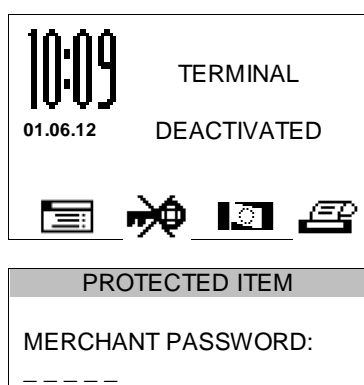 10:09
TERMINAL
01.06.12
DEACTIVATED
PROTECTED ITEM
MERCHANT PASSWORD:
_ _ _ _ _